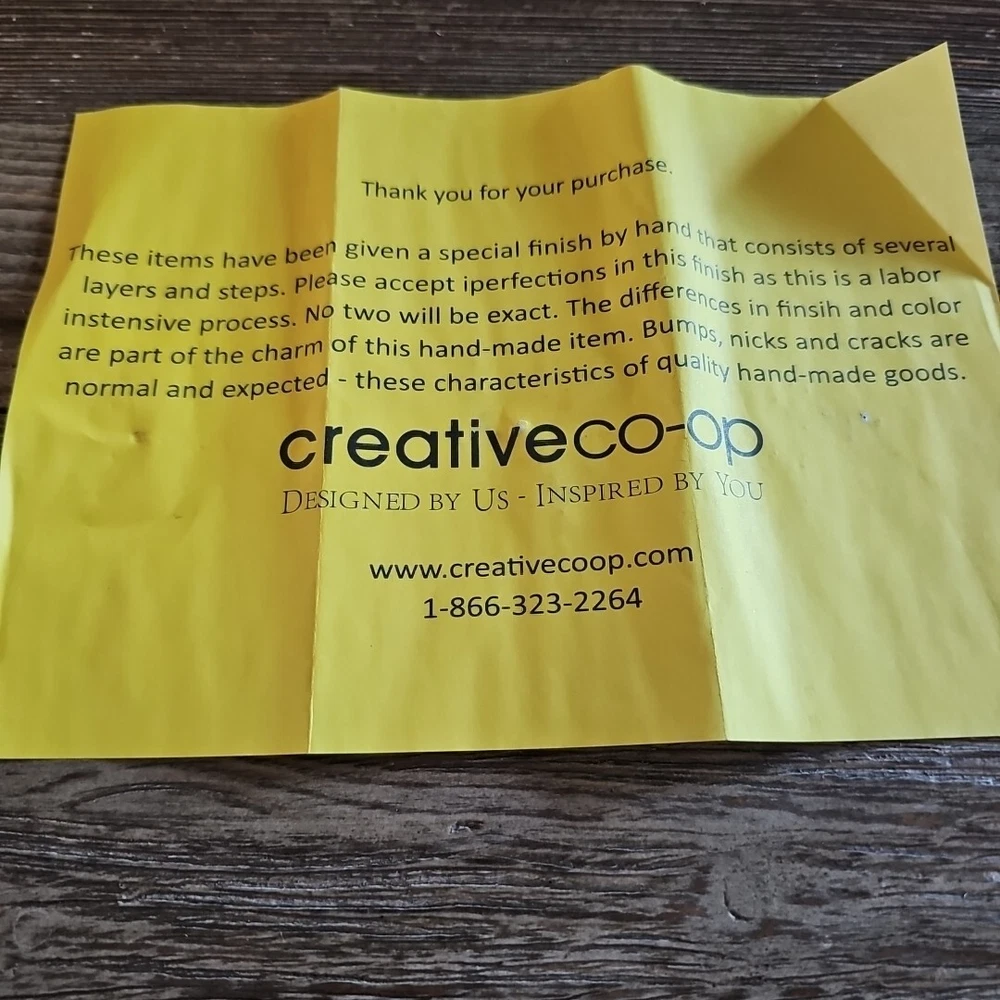 Thank you for your purchase.
These items have been given a special finish by hand that consists of several
layers and steps. Please accept iperfections in this finish as this is a labor
instensive process. No two will be exact. The differences in finsih and color
are part of the charm of this hand-made item. Bumps, nicks and cracks are
normal and expected - these characteristics of quality hand-made goods.
creativeco-op
DESIGNED BY US - INSPIRED BY YOU
www.creativecoop.com
1-866-323-2264